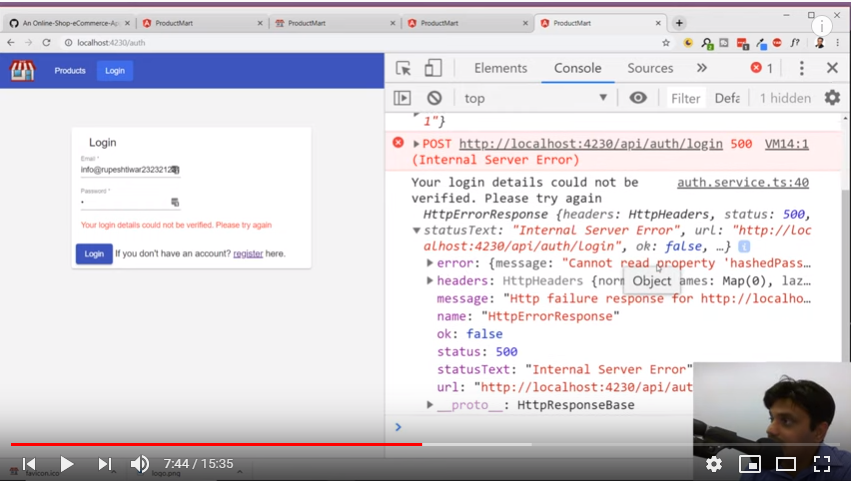 An Online-Shop-eCommerce-Ap
ProductMart
ProductMart
ProductMart
ProductMart
localhost:4230/auth
Products
Login
Elements
Console
Sources
1
top
Filter
Defa
1 hidden
1"}
POST http://localhost:4230/api/auth/login 500 VM14:1
(Internal Server Error)
Your login details could not be auth.service.ts:40
verified. Please try again
HttpErrorResponse {headers: HttpHeaders, status: 500,
statusText: "Internal Server Error", url: "http://loc
alhost:4230/api/auth/login", ok: false, …}
error: {message: "Cannot read property 'hashedPass…
headers: HttpHeaders {norm ames: Map(0), laz…
Object
message: "Http failure response for http://localho…
name: "HttpErrorResponse"
ok: false
status: 500
statusText: "Internal Server Error"
url: "http://localhost:4230/api/aut
__proto__: HttpResponseBase
Login
Email *
Password *
Your login details could not be verified. Please try again
Login
If you don't have an account? register here.
7:44 / 15:35
favicon.ico
logo.png